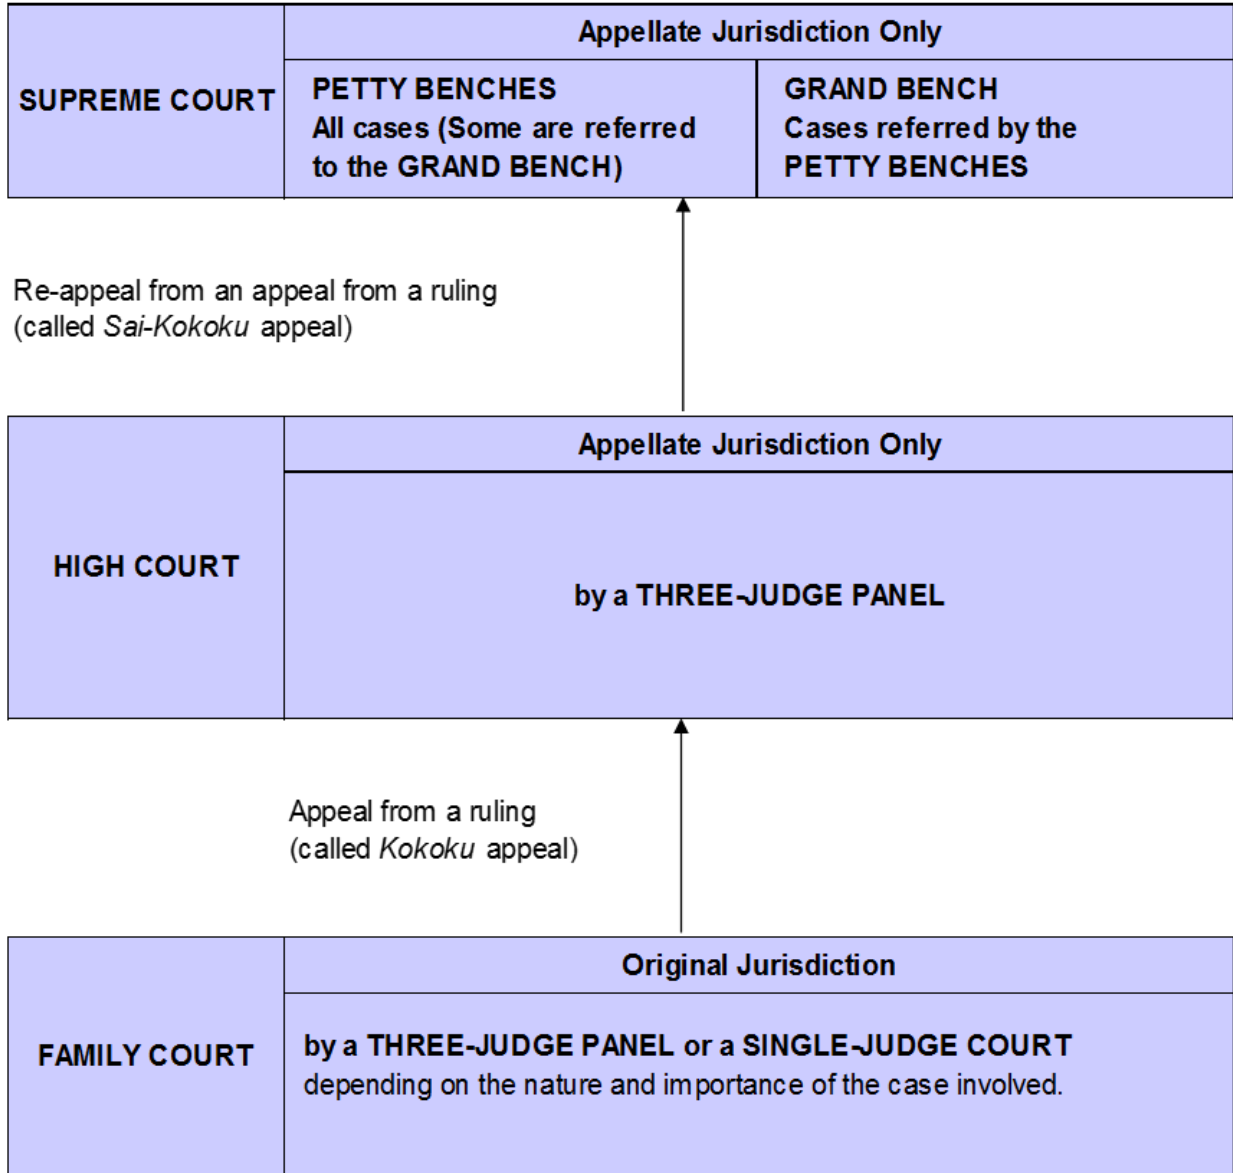 SUPREME COURT
Appellate Jurisdiction Only
PETTY BENCHES
All cases (Some are referred
to the GRAND BENCH)
GRAND BENCH
Cases referred by the
PETTY BENCHES
Re-appeal from an appeal from a ruling
(called Sai-Kokoku appeal)
HIGH COURT
Appellate Jurisdiction Only
by a THREE-JUDGE PANEL
Appeal from a ruling
(called Kokoku appeal)
FAMILY COURT
Original Jurisdiction
by a THREE-JUDGE PANEL or a SINGLE-JUDGE COURT
depending on the nature and importance of the case involved.